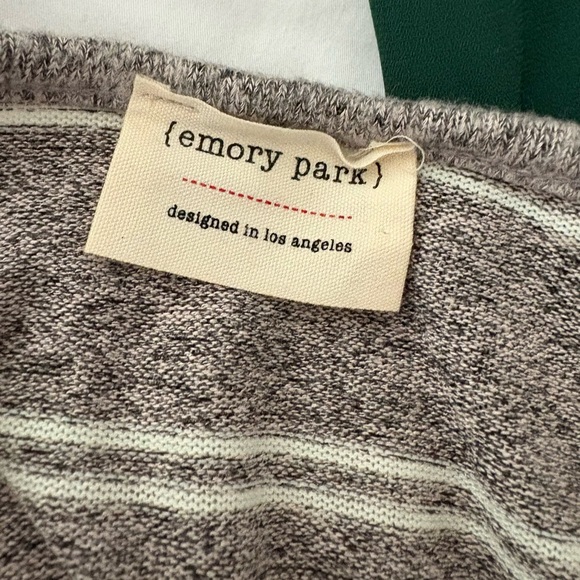 {emory park}
designed in los angeles